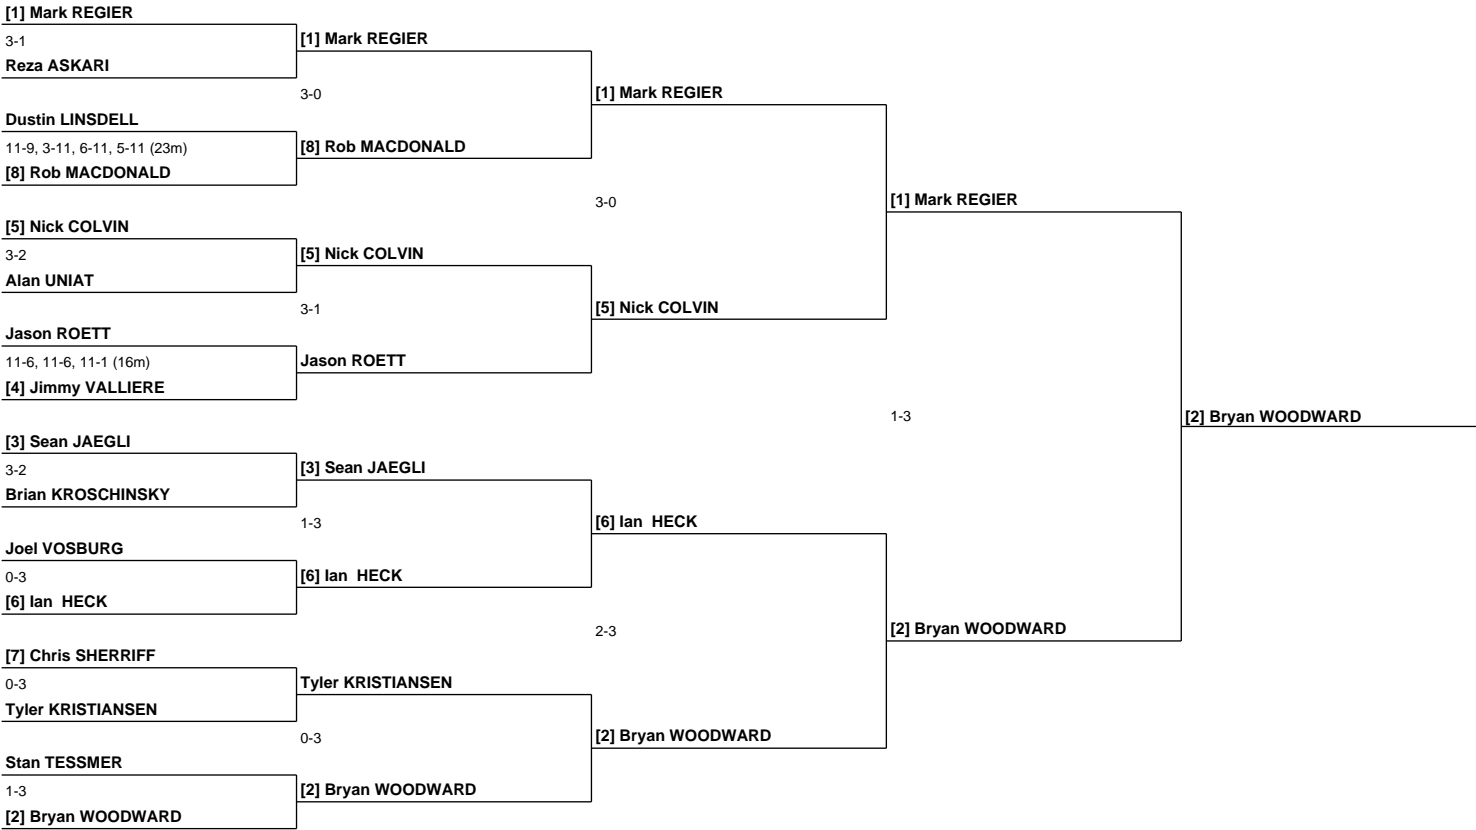 [1] Mark REGIER
3-1
Reza ASKARI
Dustin LINSDELL
11-9, 3-11, 6-11, 5-11 (23m)
[8] Rob MACDONALD
[5] Nick COLVIN
3-2
Alan UNIAT
Jason ROETT
11-6, 11-6, 11-1 (16m)
[4] Jimmy VALLIERE
[3] Sean JAEGLI
3-2
Brian KROSCHINSKY
Joel VOSBURG
0-3
[6] Ian  HECK
[7] Chris SHERRIFF
0-3
Tyler KRISTIANSEN
Stan TESSMER
1-3
[2] Bryan WOODWARD
[1] Mark REGIER
3-0
[8] Rob MACDONALD
[5] Nick COLVIN
3-1
Jason ROETT
[3] Sean JAEGLI
1-3
[6] Ian  HECK
Tyler KRISTIANSEN
0-3
[2] Bryan WOODWARD
[1] Mark REGIER
3-0
[5] Nick COLVIN
[6] Ian  HECK
2-3
[2] Bryan WOODWARD
[1] Mark REGIER
1-3
[2] Bryan WOODWARD
[2] Bryan WOODWARD